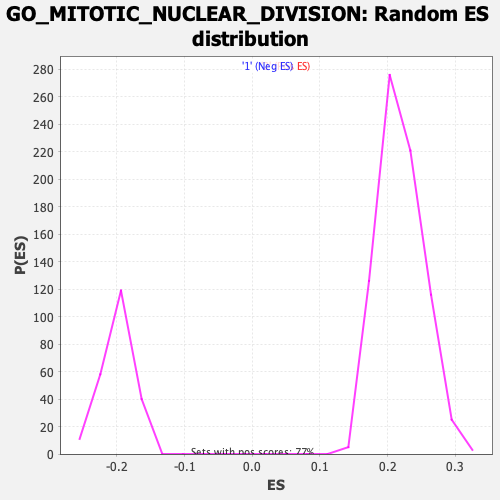 GO_MITOTIC_NUCLEAR_DIVISION: Random ES
distribution
'1' (Neg ES) ES)
280
260
240
220
200
180
160
140
120
100
80
60
40
20
0
P(ES)
Sets with pos scores: 77%
-0.2 -0.1 0.0 0.1 0.2 0.3
ES